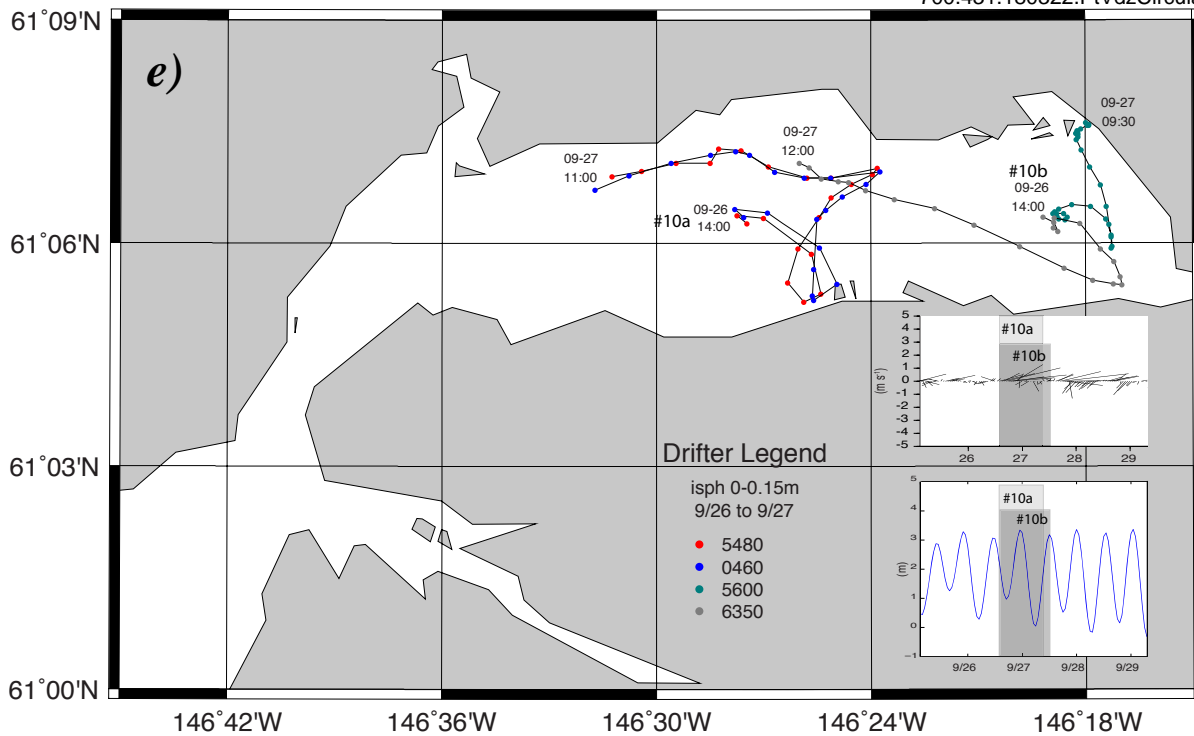 61°09'N
e)
09-27
09:30
09-27
12:00
09-27
11:00
#10b
09-26
14:00
#10a
09-26
14:00
61°06'N
5
4
3
2
1
0
-1
-2
-3
-4
-5
(m s⁻¹)
#10a
#10b
26 27 28 29
61°03'N
Drifter Legend
isph 0-0.15m
9/26 to 9/27
5480
0460
5600
6350
5
4
3
2
1
0
-1
(m)
#10a
#10b
9/26 9/27 9/28 9/29
61°00'N
146°42'W 146°36'W 146°30'W 146°24'W 146°18'W